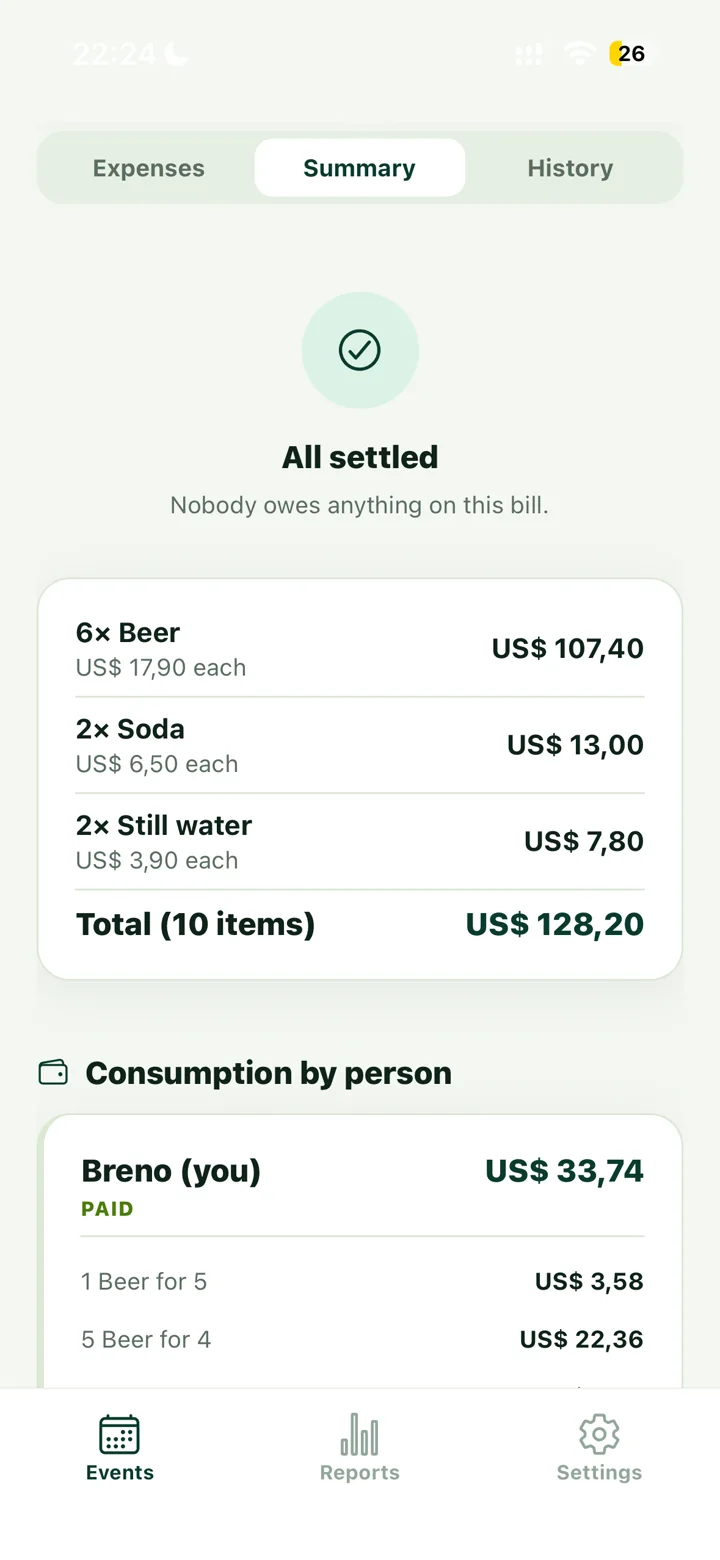 22:24
26
Expenses
Summary
History
All settled
Nobody owes anything on this bill.
6× Beer
US$ 107,40
US$ 17,90 each
2× Soda
US$ 13,00
US$ 6,50 each
2× Still water
US$ 7,80
US$ 3,90 each
Total (10 items)
US$ 128,20
Consumption by person
Breno (you)
US$ 33,74
PAID
1 Beer for 5
US$ 3,58
5 Beer for 4
US$ 22,36
Events
Reports
Settings